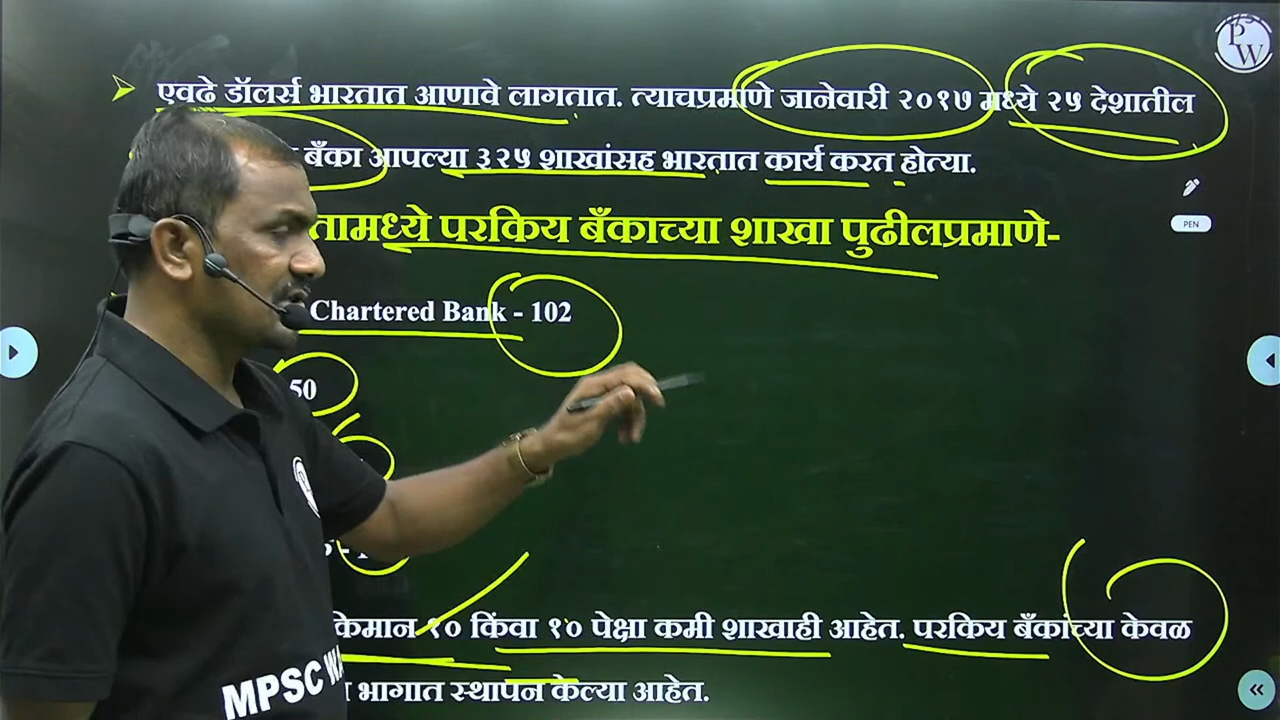 PW
एवढे डॉलर्स भारतात आणावे लागतात. त्याचप्रमाणे जानेवारी २०१७ मध्ये २५ देशातील
बँका आपल्या ३२५ शाखांसह भारतात कार्य करत होत्या.
परकिय बँकाच्या शाखा पुढीलप्रमाणे-
PEN
Chartered Bank - 102
50
किमान १० किंवा १० पेक्षा कमी शाखाही आहेत. परकिय बँकांच्या केवळ
भागात स्थापन केल्या आहेत.
MPSC